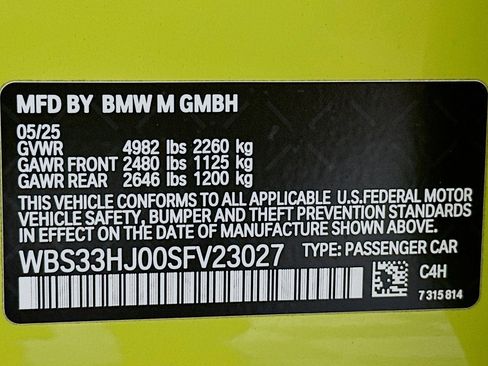 MFD BY BMW M GMBH
05/25
GVWR 4982 lbs 2260 kg
GAWR FRONT 2480 lbs 1125 kg
GAWR REAR 2646 lbs 1200 kg
THIS VEHICLE CONFORMS TO ALL APPLICABLE U.S.FEDERAL MOTOR
VEHICLE SAFETY, BUMPER AND THEFT PREVENTION STANDARDS
IN EFFECT ON THE DATE OF MANUFACTURE SHOWN ABOVE.
WBS33HJ00SFV23027 TYPE: PASSENGER CAR
C4H
7 315 814